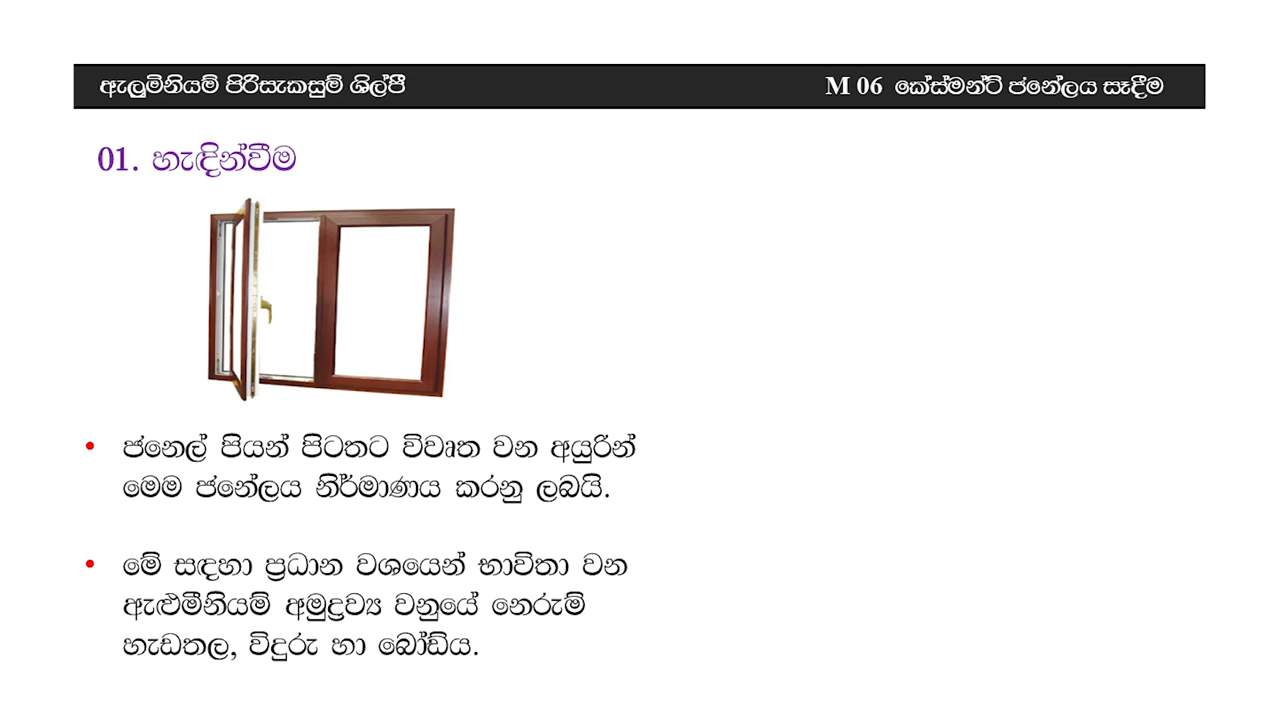 ඇලුමිනියම් පිරිසැකසුම් ශිල්පී
M 06 කේස්මන්ට් ජනේලය සෑදීම
01. හැඳින්වීම
• ජනෙල් පියන් පිටතට විවෘත වන අයුරින්
මෙම ජනේලය නිර්මාණය කරනු ලබයි.
• මේ සඳහා ප්‍රධාන වශයෙන් භාවිතා වන
ඇළුමීනියම් අමුද්‍රව්‍ය වනුයේ නෙරුම්
හැඩතල, විදුරු හා බෝඩ්ය.